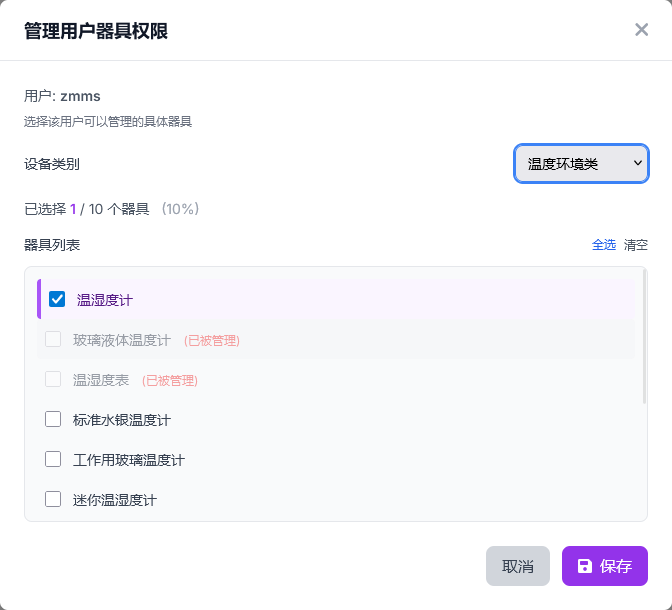 管理用户器具权限
用户: zmms
选择该用户可以管理的具体器具
设备类别 温度环境类
已选择 1 / 10 个器具 (10%)
器具列表 全选 清空
温湿度计
玻璃液体温度计 (已被管理)
温湿度表 (已被管理)
标准水银温度计
工作用玻璃温度计
迷你温湿度计
取消 保存